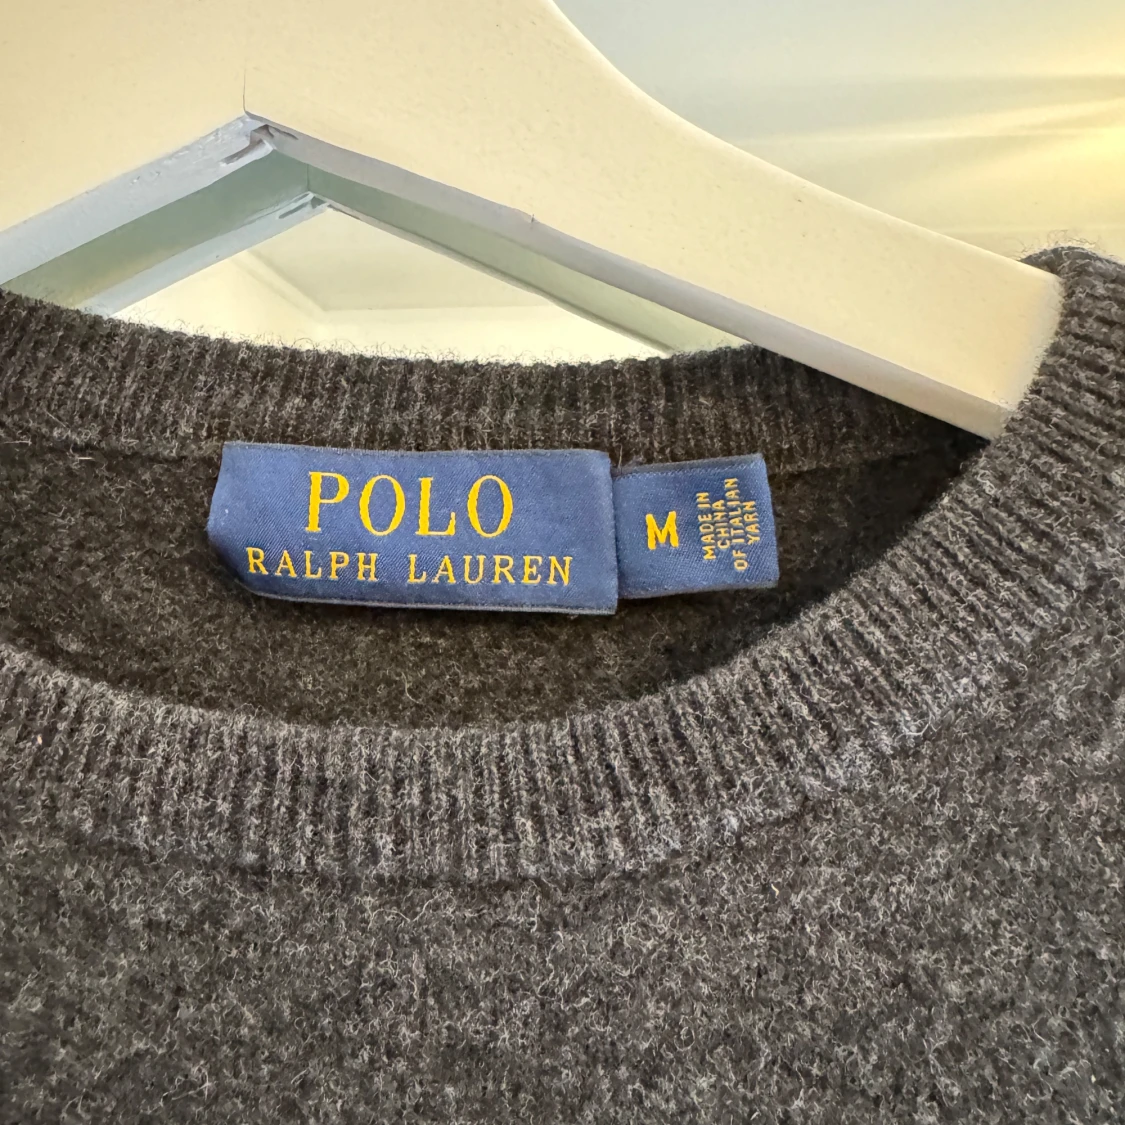 POLO
RALPH LAUREN
M
MADE IN
CHINA
OF ITALIAN
YARN